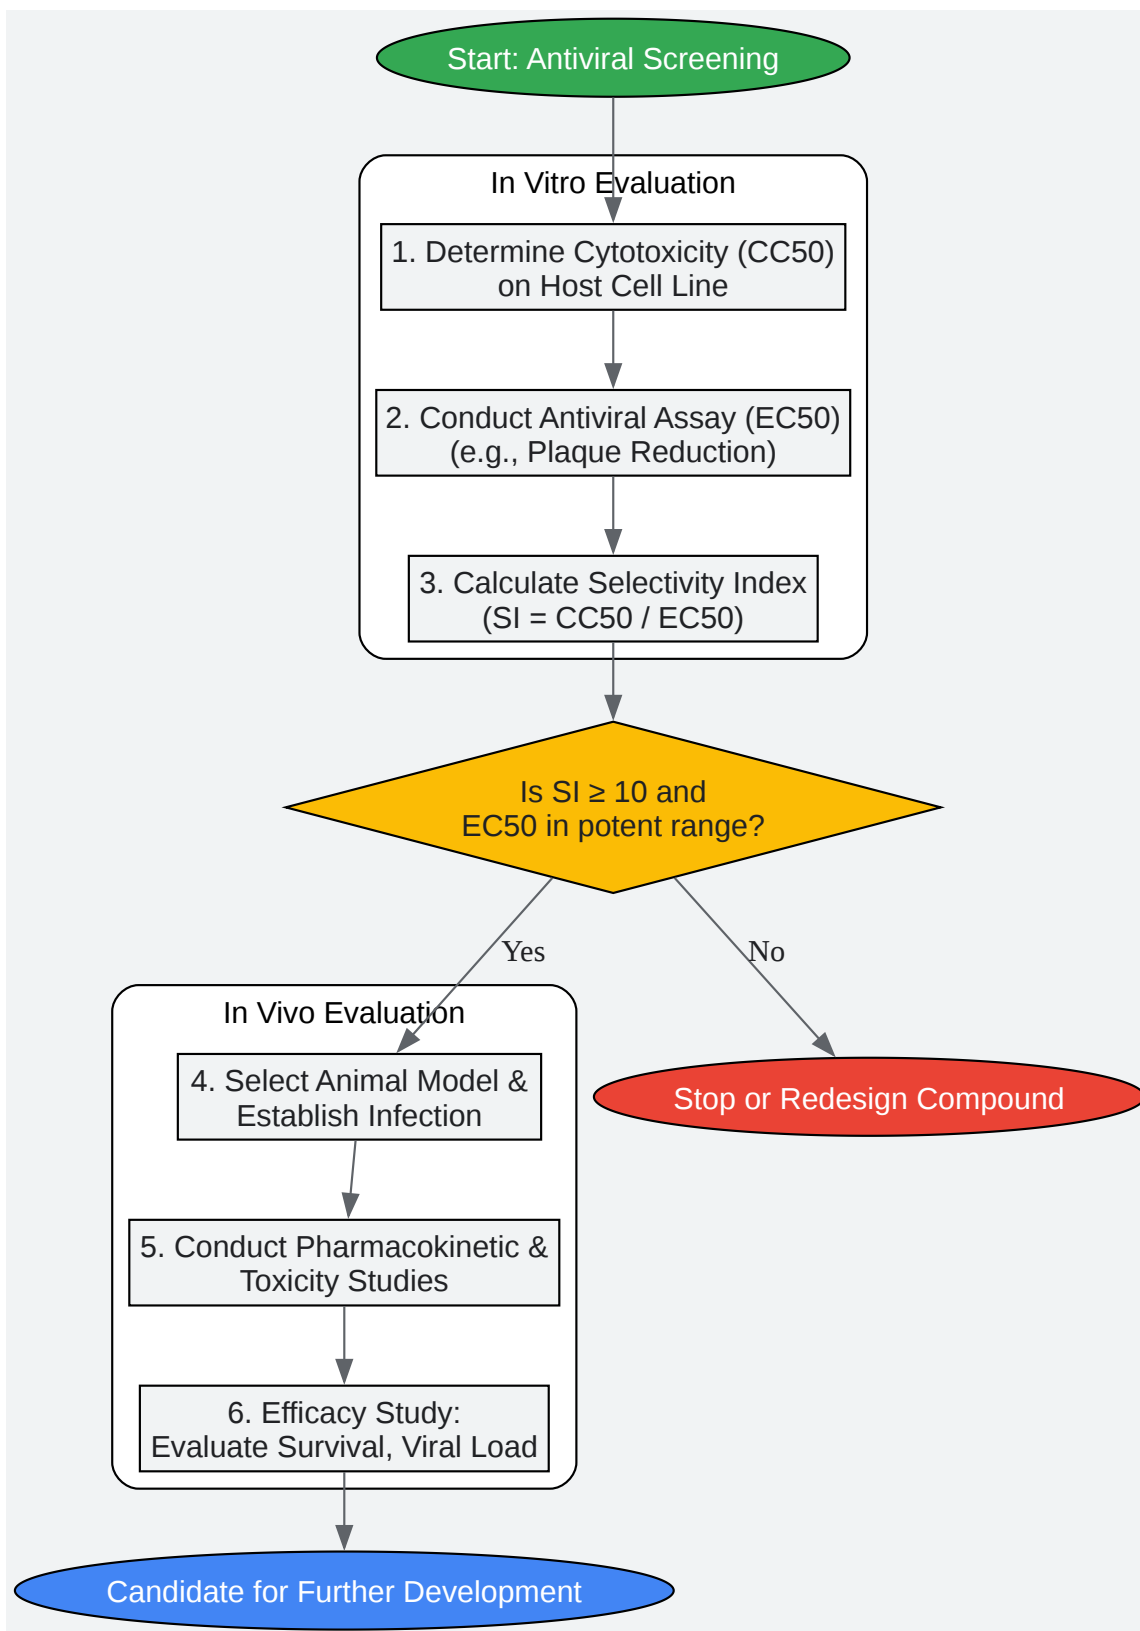 Start: Antiviral Screening
In Vitro Evaluation
1. Determine Cytotoxicity (CC50)
on Host Cell Line
2. Conduct Antiviral Assay (EC50)
(e.g., Plaque Reduction)
3. Calculate Selectivity Index
(SI = CC50 / EC50)
Is SI ≥ 10 and
EC50 in potent range?
Yes
No
In Vivo Evaluation
4. Select Animal Model &
Establish Infection
Stop or Redesign Compound
5. Conduct Pharmacokinetic &
Toxicity Studies
6. Efficacy Study:
Evaluate Survival, Viral Load
Candidate for Further Development